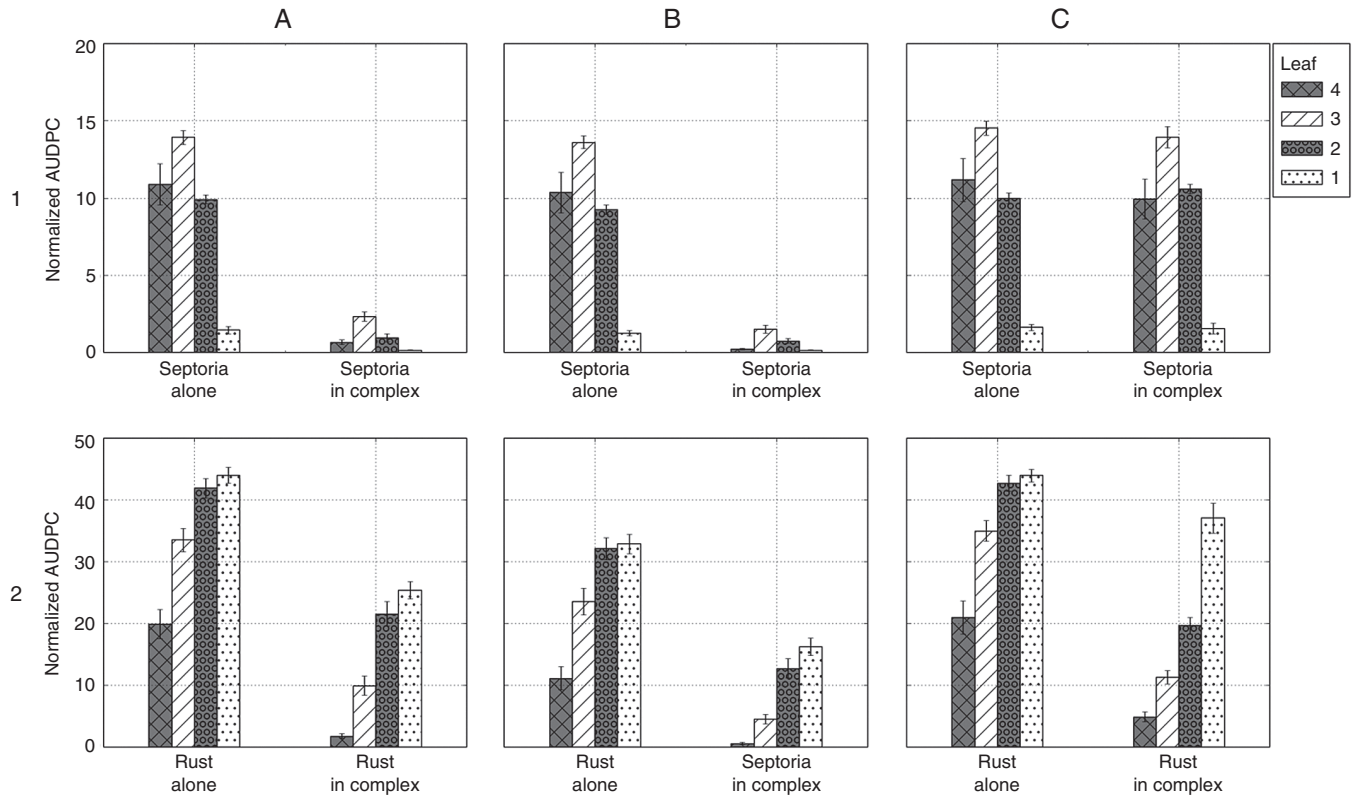 A
B
C
Leaf
4
3
2
1
1
Normalized AUDPC
20
15
10
5
0
Septoria alone
Septoria in complex
Septoria alone
Septoria in complex
Septoria alone
Septoria in complex
2
Normalized AUDPC
50
40
30
20
10
0
Rust alone
Rust in complex
Rust alone
Septoria in complex
Rust alone
Rust in complex